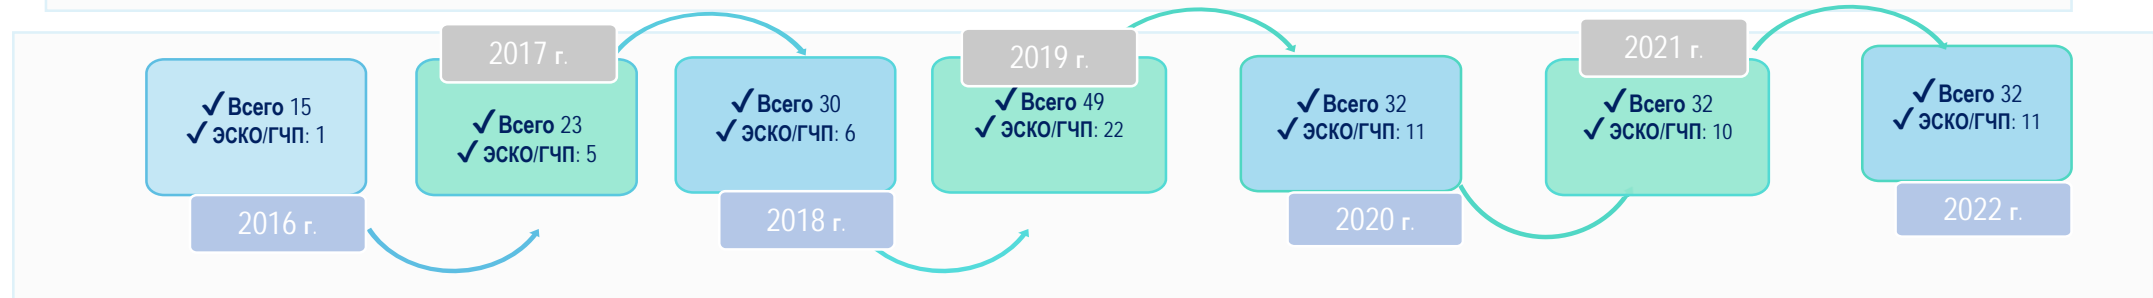 ✓Всего 15
✓ ЭСКО/ГЧП: 1
2016 г.
2017 г.
✓Всего 23
✓ ЭСКО/ГЧП: 5
✓Всего 30
✓ ЭСКО/ГЧП: 6
2018 г.
2019 г.
✓Всего 49
✓ ЭСКО/ГЧП: 22
✓Всего 32
✓ ЭСКО/ГЧП: 11
2020 г.
2021 г.
✓Всего 32
✓ ЭСКО/ГЧП: 10
✓Всего 32
✓ ЭСКО/ГЧП: 11
2022 г.